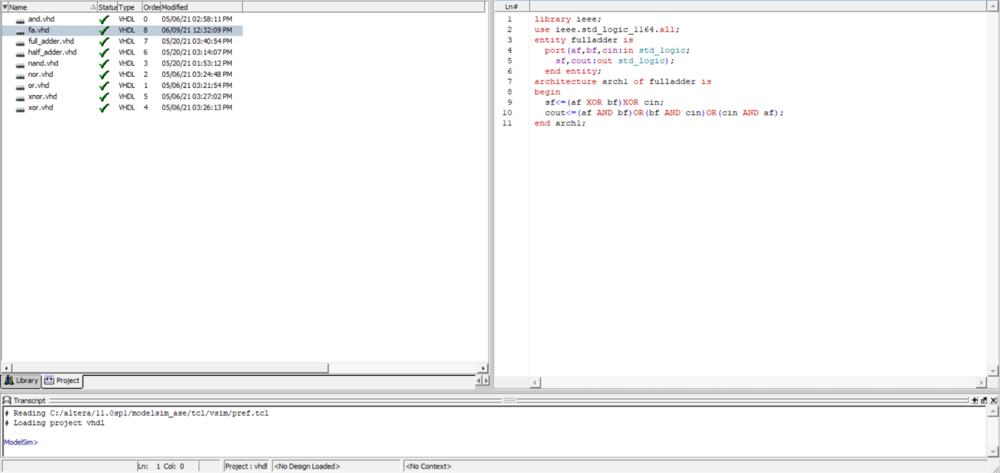 Name Status Type Order Modified
and.vhd VHDL 0 05/06/21 02:58:11 PM
fa.vhd VHDL 8 06/09/21 12:32:09 PM
full_adder.vhd VHDL 7 05/20/21 03:40:54 PM
half_adder.vhd VHDL 6 05/20/21 03:14:07 PM
nand.vhd VHDL 3 05/20/21 01:53:12 PM
nor.vhd VHDL 2 05/06/21 03:24:48 PM
or.vhd VHDL 1 05/06/21 03:21:54 PM
xnor.vhd VHDL 5 05/06/21 03:27:02 PM
xor.vhd VHDL 4 05/06/21 03:26:13 PM
Library Project
Ln#
1 library ieee;
2 use ieee.std_logic_1164.all;
3 entity fulladder is
4 port(af,bf,cin:in std_logic;
5 sf,cout:out std_logic);
6 end entity;
7 architecture arch1 of fulladder is
8 begin
9 sf<=(af XOR bf)XOR cin;
10 cout<=(af AND bf)OR(bf AND cin)OR(cin AND af);
11 end arch1;
Transcript
# Reading C:/altera/11.0sp1/modelsim_ase/tcl/vsim/pref.tcl
# Loading project vhdl
ModelSim>
Ln: 1 Col: 0 Project : vhdl <No Design Loaded> <No Context>